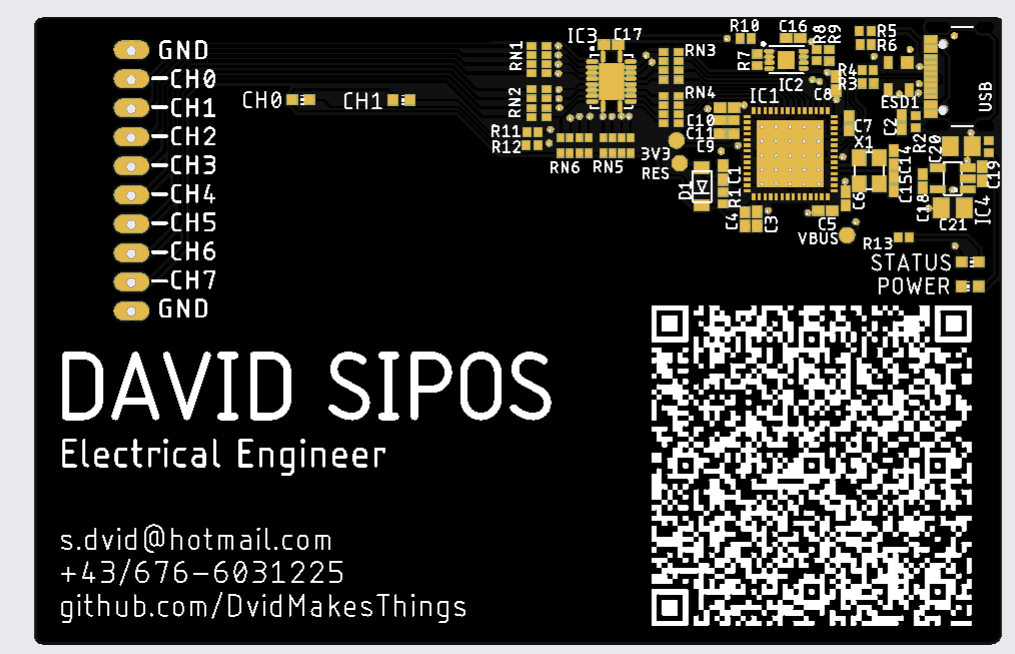 GND
CH0
CH1
CH2
CH3
CH4
CH5
CH6
CH7
GND
CH0
CH1
RN1
RN2
R11
R12
IC3
C17
RN3
RN4
RN6
RN5
R10
C16
R8
R9
R7
IC2
C8
R5
R6
R4
R3
ESD1
USB
IC1
C10
C11
C9
3V3
RES
D1
C1
R1
C4
C3
C7
X1
C2
R2
C20
C14
C15
C19
C18
C6
C5
C21
IC4
VBUS
R13
STATUS
POWER
DAVID SIPOS
Electrical Engineer
s.dvid@hotmail.com
+43/676-6031225
github.com/DvidMakesThings